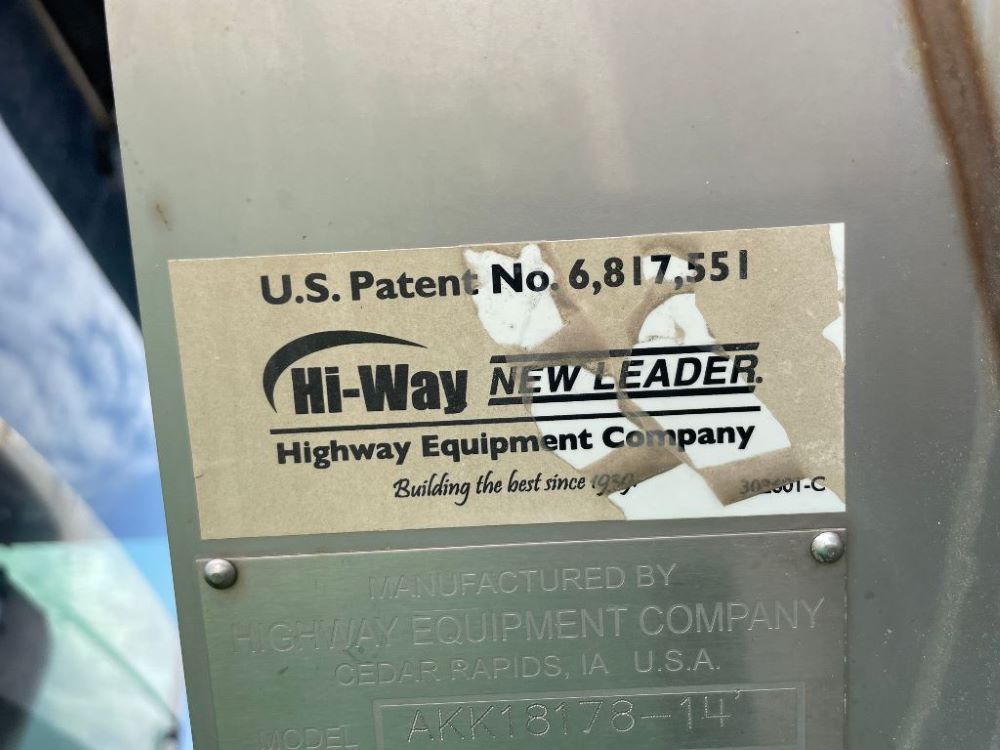 U.S. Patent No. 6,817,551
Hi-Way NEW LEADER.
Highway Equipment Company
Building the best since 1939.
302601-C
MANUFACTURED BY
HIGHWAY EQUIPMENT COMPANY
CEDAR RAPIDS, IA U.S.A.
MODEL AKK18178-14'